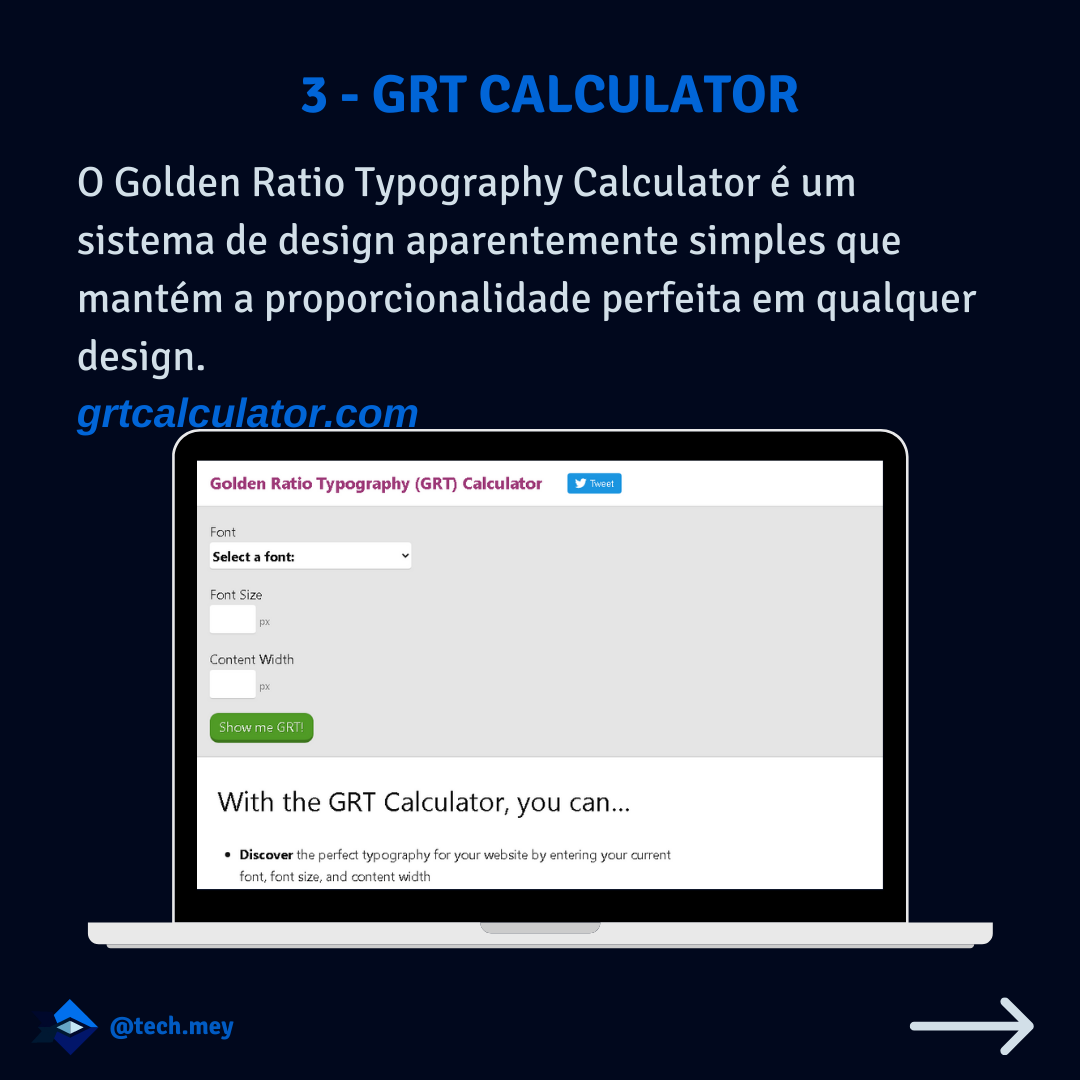 3 - GRT CALCULATOR
O Golden Ratio Typography Calculator é um
sistema de design aparentemente simples que
mantém a proporcionalidade perfeita em qualquer
design.
grtcalculator.com
Golden Ratio Typography (GRT) Calculator
Tweet
Font
Select a font:
Font Size
px
Content Width
px
Show me GRT!
With the GRT Calculator, you can...
• Discover the perfect typography for your website by entering your current
font, font size, and content width
@tech.mey